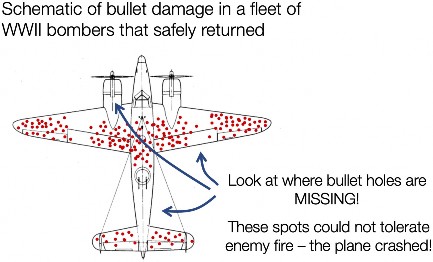 Schematic of bullet damage in a fleet of
WWII bombers that safely returned
Look at where bullet holes are
MISSING!
These spots could not tolerate
enemy fire – the plane crashed!